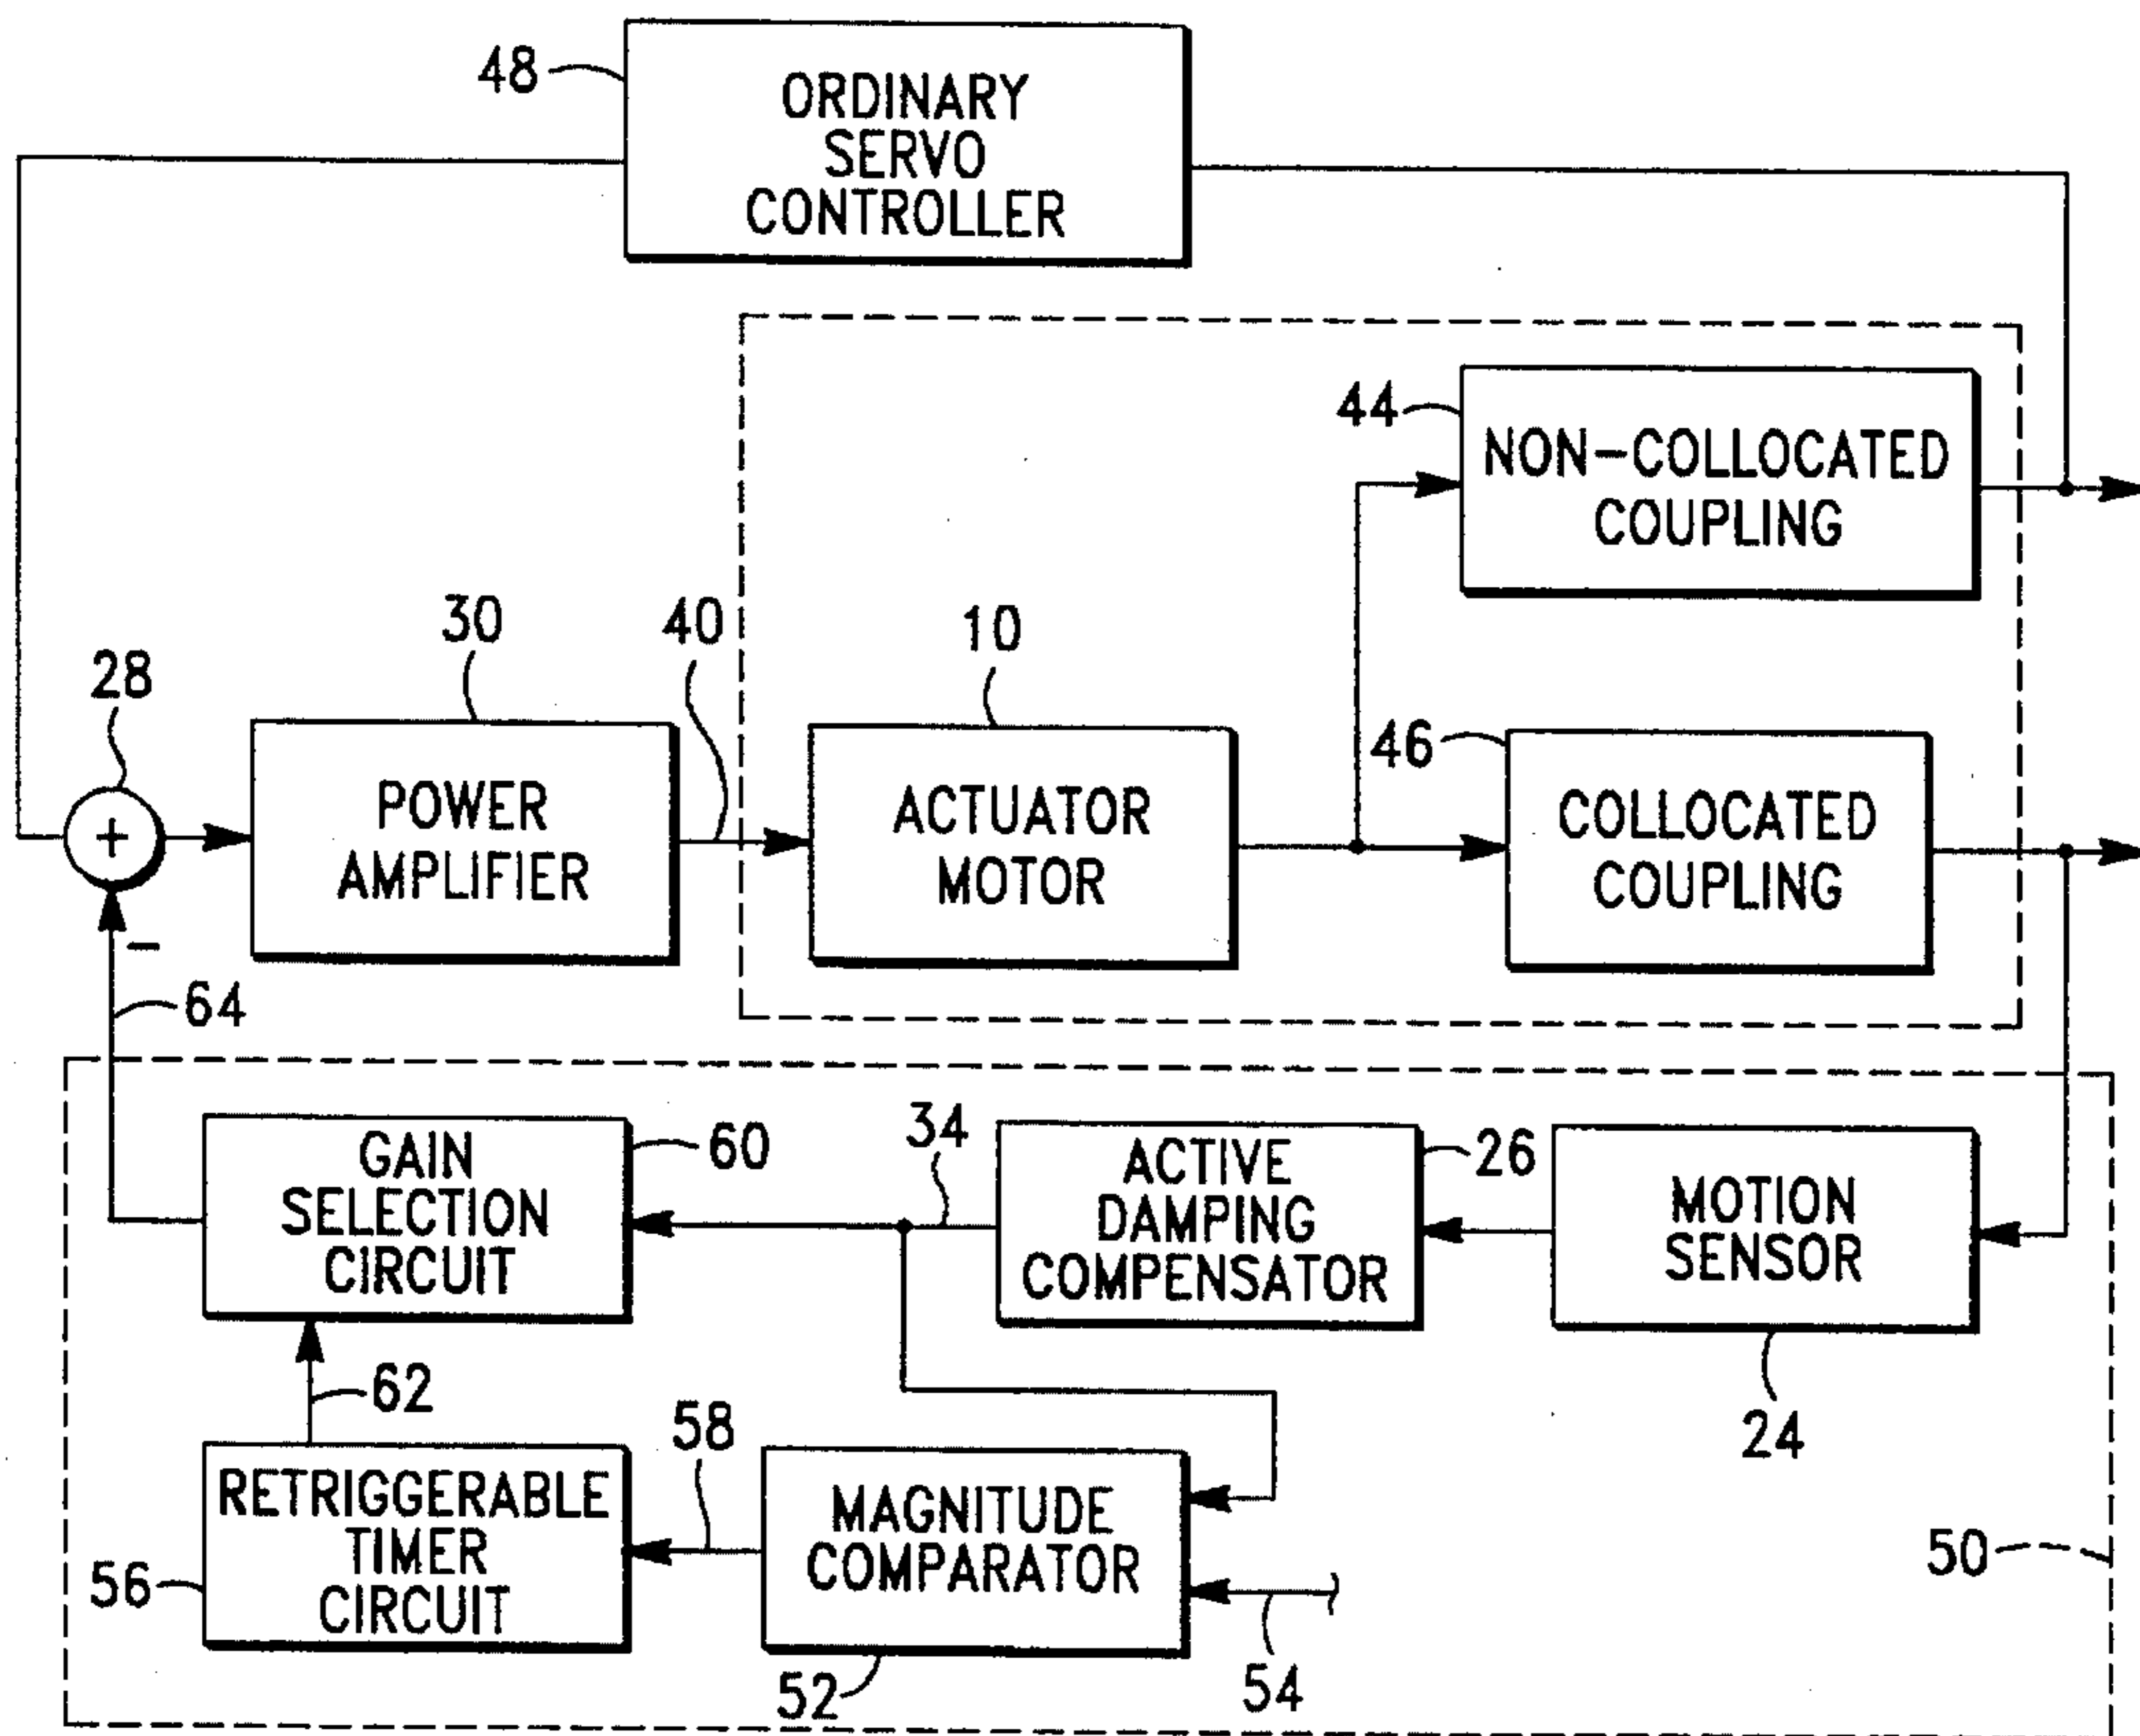 48
ORDINARY
SERVO
CONTROLLER
44
NON-COLLOCATED
COUPLING
28
30
40
10
46
+
POWER
AMPLIFIER
ACTUATOR
MOTOR
COLLOCATED
COUPLING
-
64
GAIN
SELECTION
CIRCUIT
60
34
ACTIVE
DAMPING
COMPENSATOR
26
MOTION
SENSOR
24
62
58
RETRIGGERABLE
TIMER
CIRCUIT
56
MAGNITUDE
COMPARATOR
52
54
50